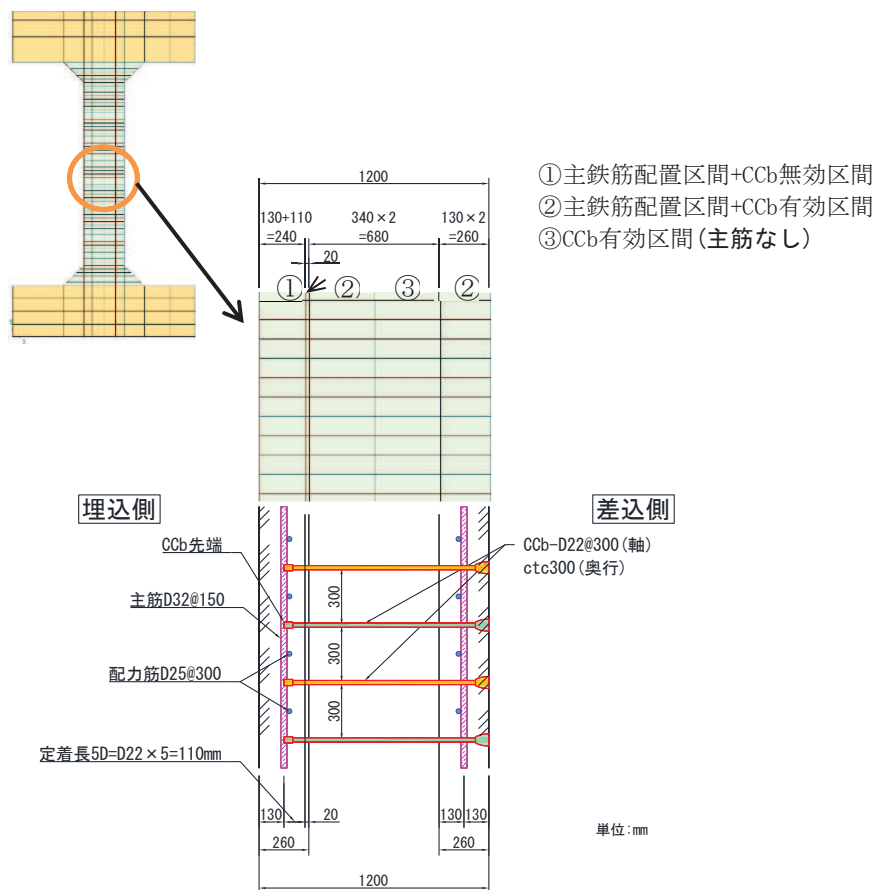 ①主鉄筋配置区間+CCb無効区間
②主鉄筋配置区間+CCb有効区間
③CCb有効区間(主筋なし)
1200
130+110
=240
340×2
=680
130×2
=260
20
① ② ③ ②
埋込側
差込側
CCb先端
CCb-D22@300(軸)
ctc300(奥行)
主筋D32@150
300
300
配力筋D25@300
300
定着長5D=D22×5=110mm
130 20 130 130
単位:mm
260 260
1200